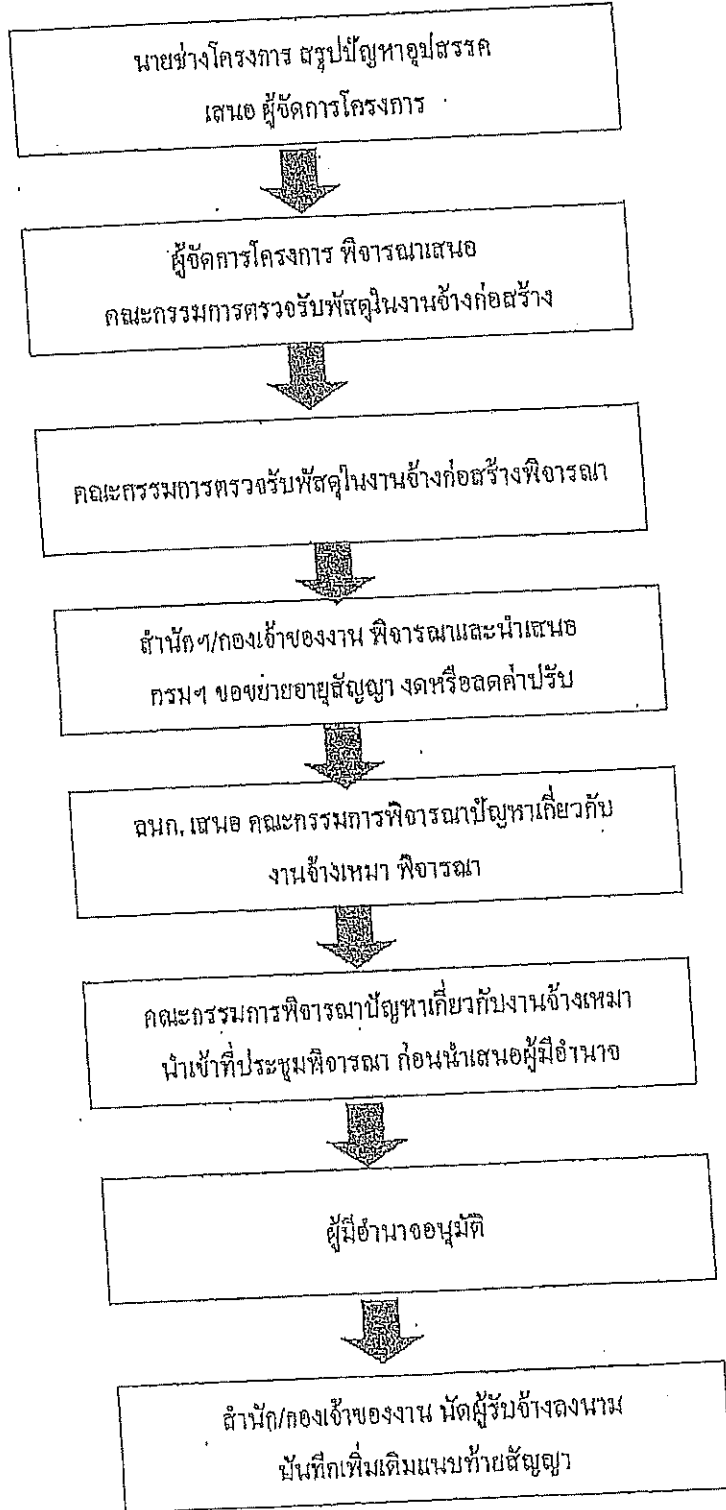 นายช่างโครงการ สรุปปัญหาอุปสรรค
เสนอ ผู้จัดการโครงการ
ผู้จัดการโครงการ พิจารณาเสนอ
คณะกรรมการตรวจรับพัสดุในงานจ้างก่อสร้าง
คณะกรรมการตรวจรับพัสดุในงานจ้างก่อสร้างพิจารณา
สำนักฯ/กองเจ้าของงาน พิจารณาและนำเสนอ
กรมฯ ขอขยายอายุสัญญา งดหรือลดค่าปรับ
ฉนก. เสนอ คณะกรรมการพิจารณาปัญหาเกี่ยวกับ
งานจ้างเหมา พิจารณา
คณะกรรมการพิจารณาปัญหาเกี่ยวกับงานจ้างเหมา
นำเข้าที่ประชุมพิจารณา ก่อนนำเสนอผู้มีอำนาจ
ผู้มีอำนาจอนุมัติ
สำนัก/กองเจ้าของงาน นัดผู้รับจ้างลงนาม
บันทึกเพิ่มเติมแนบท้ายสัญญา